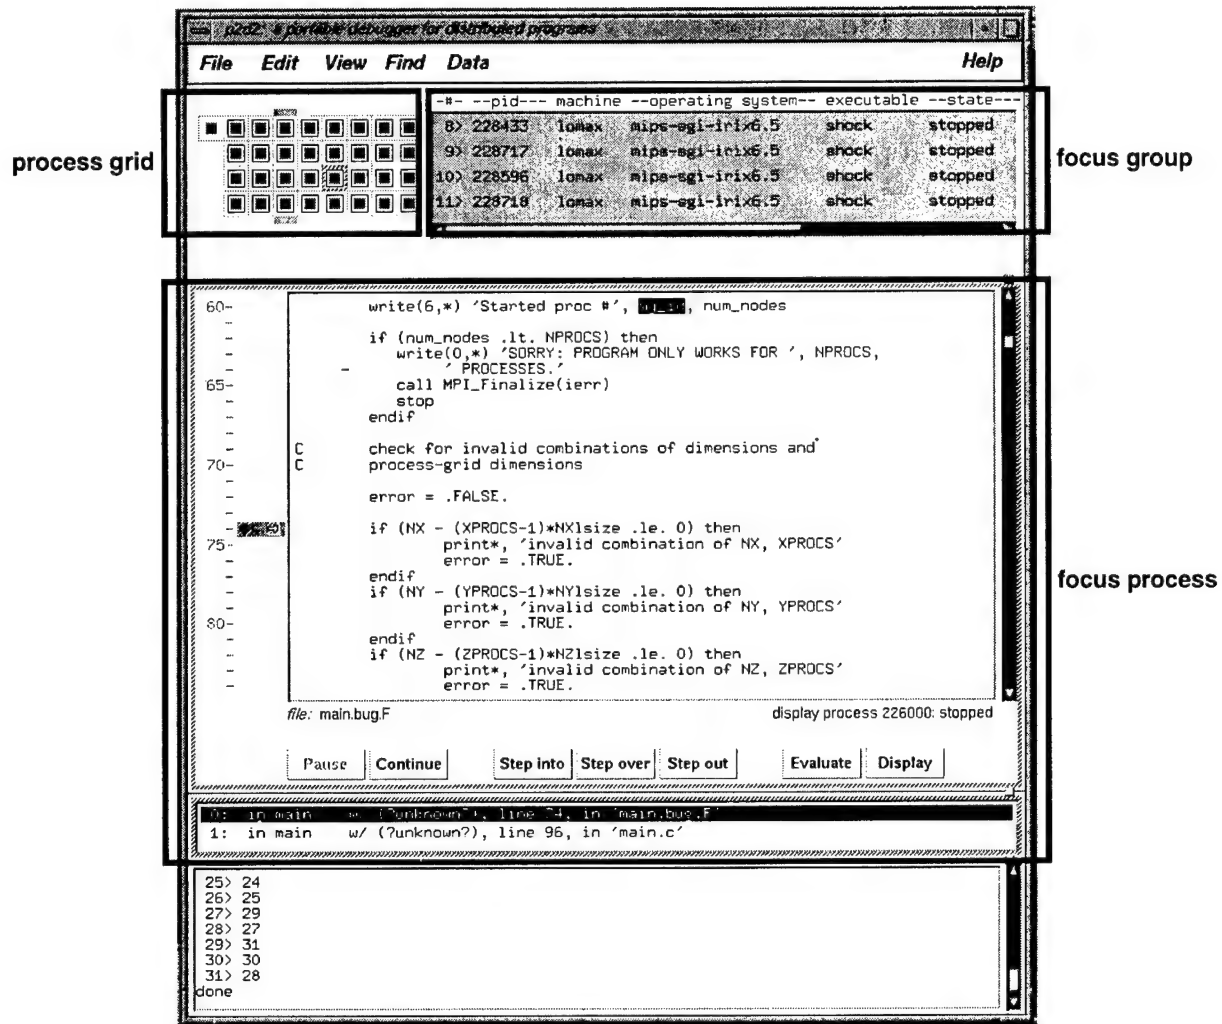 p2d2: a portable debugger for distributed programs
File Edit View Find Data Help
process grid
-#- --pid--- machine --operating system-- executable --state---
8> 228433 lomax mips-sgi-irix6.5 shock stopped
9> 228717 lomax mips-sgi-irix6.5 shock stopped
10> 228596 lomax mips-sgi-irix6.5 shock stopped
11> 228718 lomax mips-sgi-irix6.5 shock stopped
focus group
60- write(6,*) 'Started proc #', , num_nodes
if (num_nodes .lt. NPROCS) then
write(0,*) 'SORRY: PROGRAM ONLY WORKS FOR ', NPROCS,
- ' PROCESSES.'
65- call MPI_Finalize(ierr)
stop
endif
C check for invalid combinations of dimensions and
70- C process-grid dimensions
error = .FALSE.
if (NX - (XPROCS-1)*NXlsize .le. 0) then
75- print*, 'invalid combination of NX, XPROCS'
error = .TRUE.
endif
if (NY - (YPROCS-1)*NYlsize .le. 0) then
print*, 'invalid combination of NY, YPROCS'
80- error = .TRUE.
endif
if (NZ - (ZPROCS-1)*NZlsize .le. 0) then
print*, 'invalid combination of NZ, ZPROCS'
error = .TRUE.
focus process
file: main.bug.F display process 226000: stopped
Pause Continue Step into Step over Step out Evaluate Display
0: in main w/ (?unknown?), line 74, in 'main.bug.F'
1: in main w/ (?unknown?), line 96, in 'main.c'
25> 24
26> 25
27> 29
28> 27
29> 31
30> 30
31> 28
done